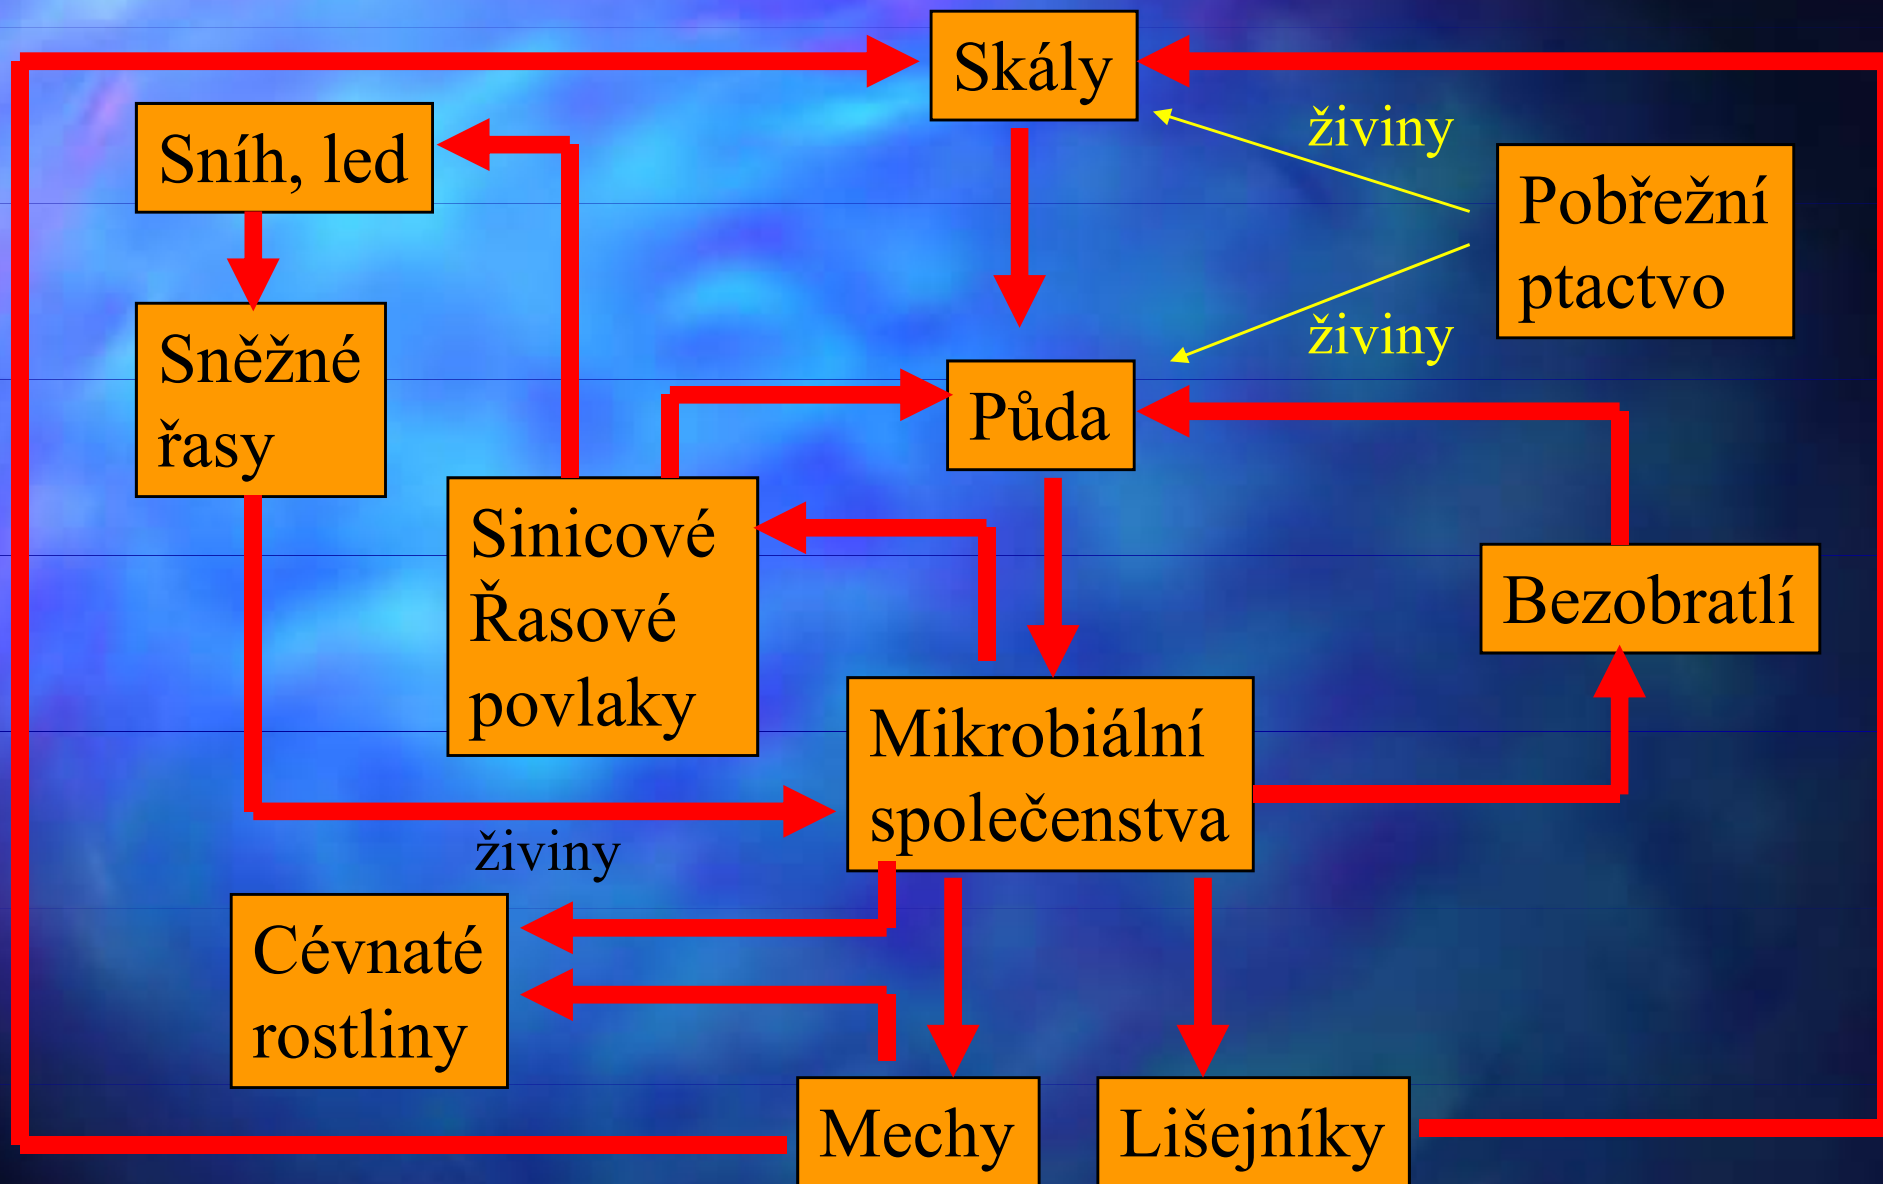 Skály
živiny
Sníh, led
Pobřežní
ptactvo
Sněžné
řasy
živiny
Půda
Sinicové
Řasové
povlaky
Bezobratlí
Mikrobiální
společenstva
živiny
Cévnaté
rostliny
Mechy
Lišejníky